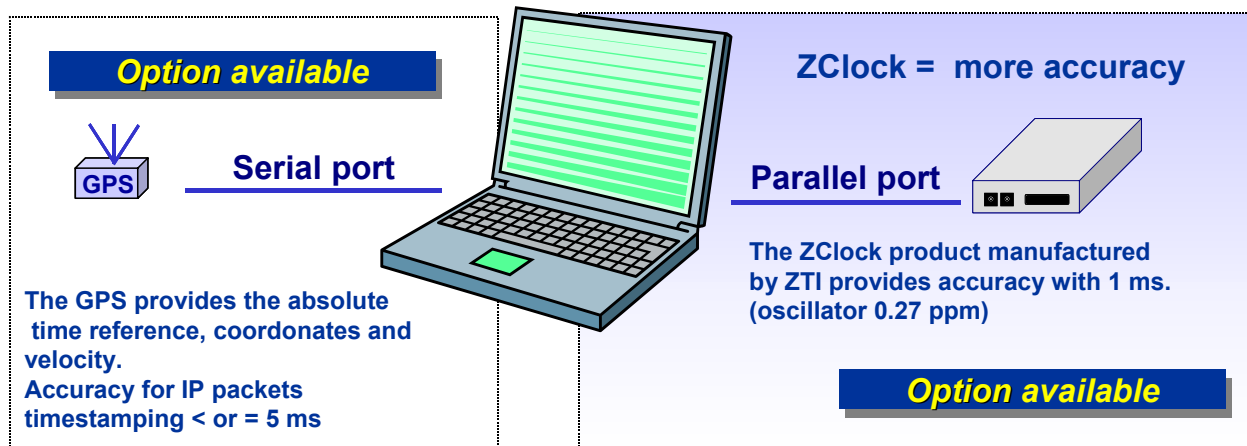 Option available
GPS
Serial port
The GPS provides the absolute
time reference, coordonates and
velocity.
Accuracy for IP packets
timestamping < or = 5 ms
ZClock = more accuracy
Parallel port
The ZClock product manufactured
by ZTI provides accuracy with 1 ms.
(oscillator 0.27 ppm)
Option available